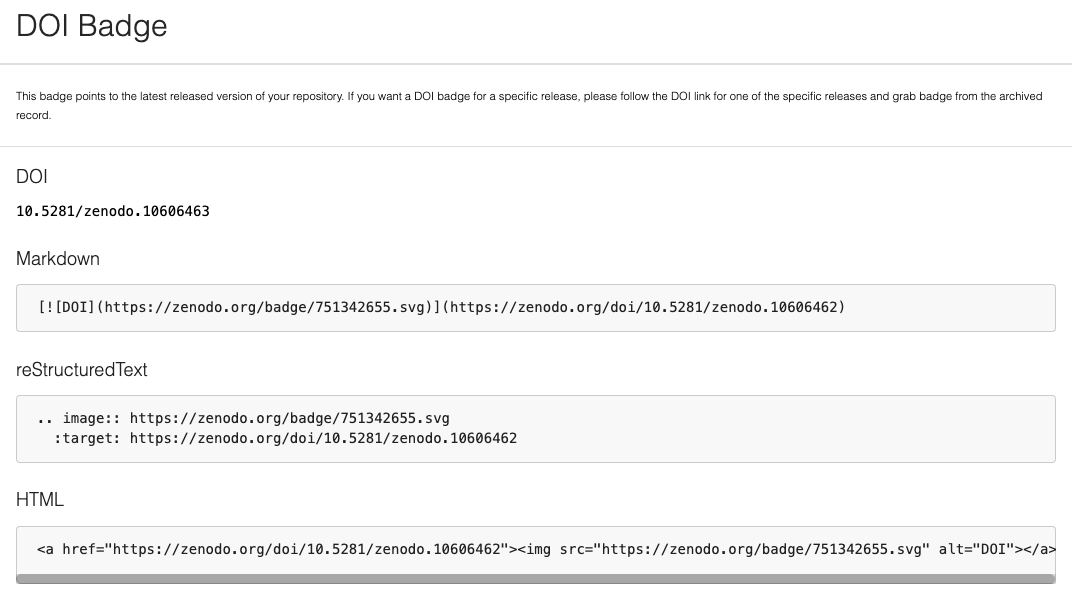 DOI Badge
This badge points to the latest released version of your repository. If you want a DOI badge for a specific release, please follow the DOI link for one of the specific releases and grab badge from the archived
record.
DOI
10.5281/zenodo.10606463
Markdown
[![DOI](https://zenodo.org/badge/751342655.svg)](https://zenodo.org/doi/10.5281/zenodo.10606462)
reStructuredText
.. image:: https://zenodo.org/badge/751342655.svg
  :target: https://zenodo.org/doi/10.5281/zenodo.10606462
HTML
<a href="https://zenodo.org/doi/10.5281/zenodo.10606462"><img src="https://zenodo.org/badge/751342655.svg" alt="DOI"></a>